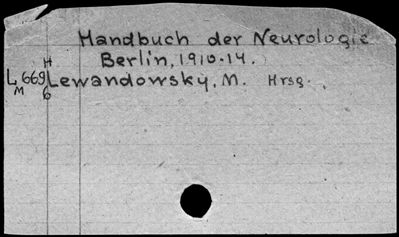 Handbuch der Neurologie
H Berlin, 1910-14.
L 669 Lewandowsky, M. Hrsg.
M 6